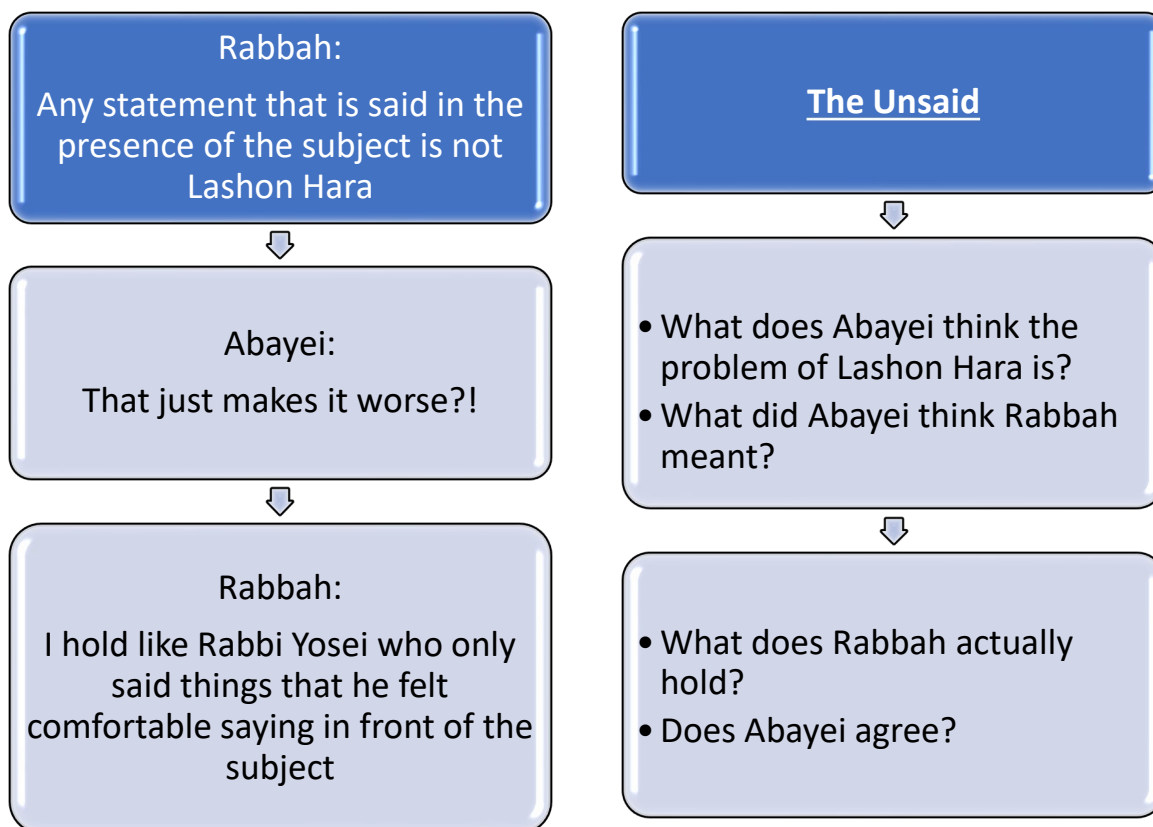 Rabbah:
Any statement that is said in the
presence of the subject is not
Lashon Hara
Abayei:
That just makes it worse?!
Rabbah:
I hold like Rabbi Yosei who only
said things that he felt
comfortable saying in front of the
subject
The Unsaid
• What does Abayei think the
problem of Lashon Hara is?
• What did Abayei think Rabbah
meant?
• What does Rabbah actually
hold?
• Does Abayei agree?